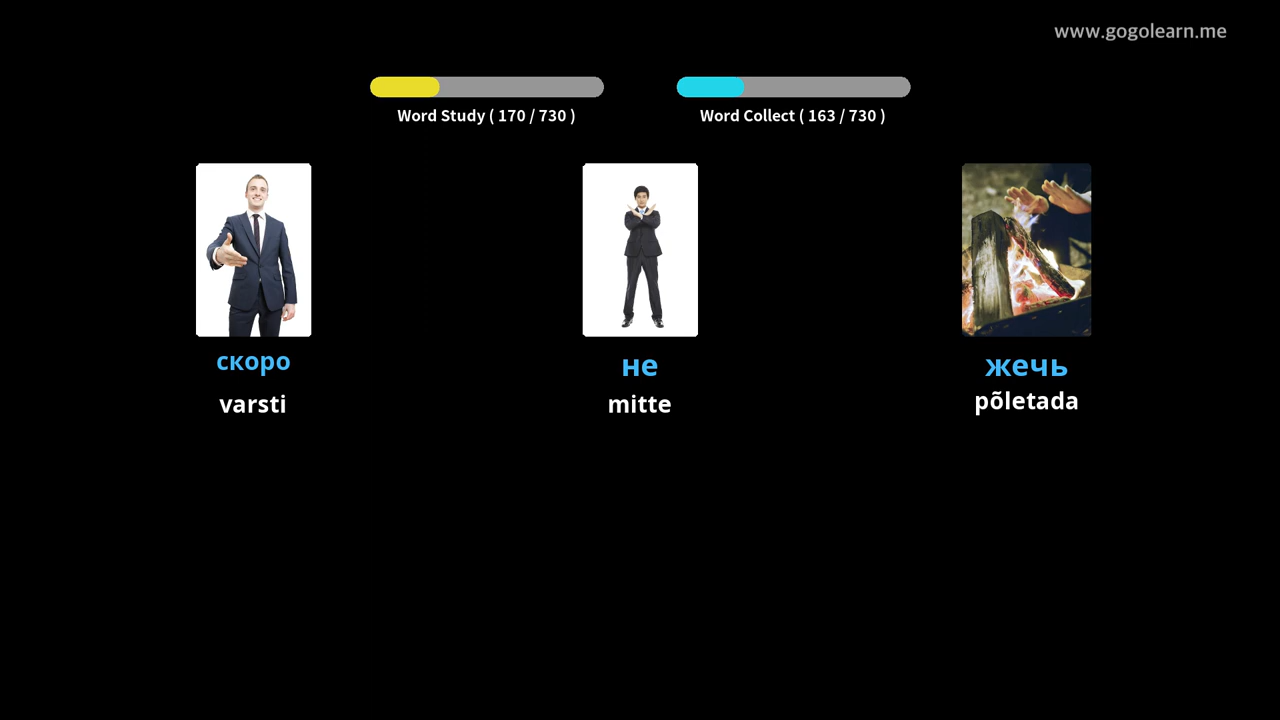 www.gogolearn.me
Word Study ( 170 / 730 )
Word Collect ( 163 / 730 )
скоро
не
жечь
varsti
mitte
põletada